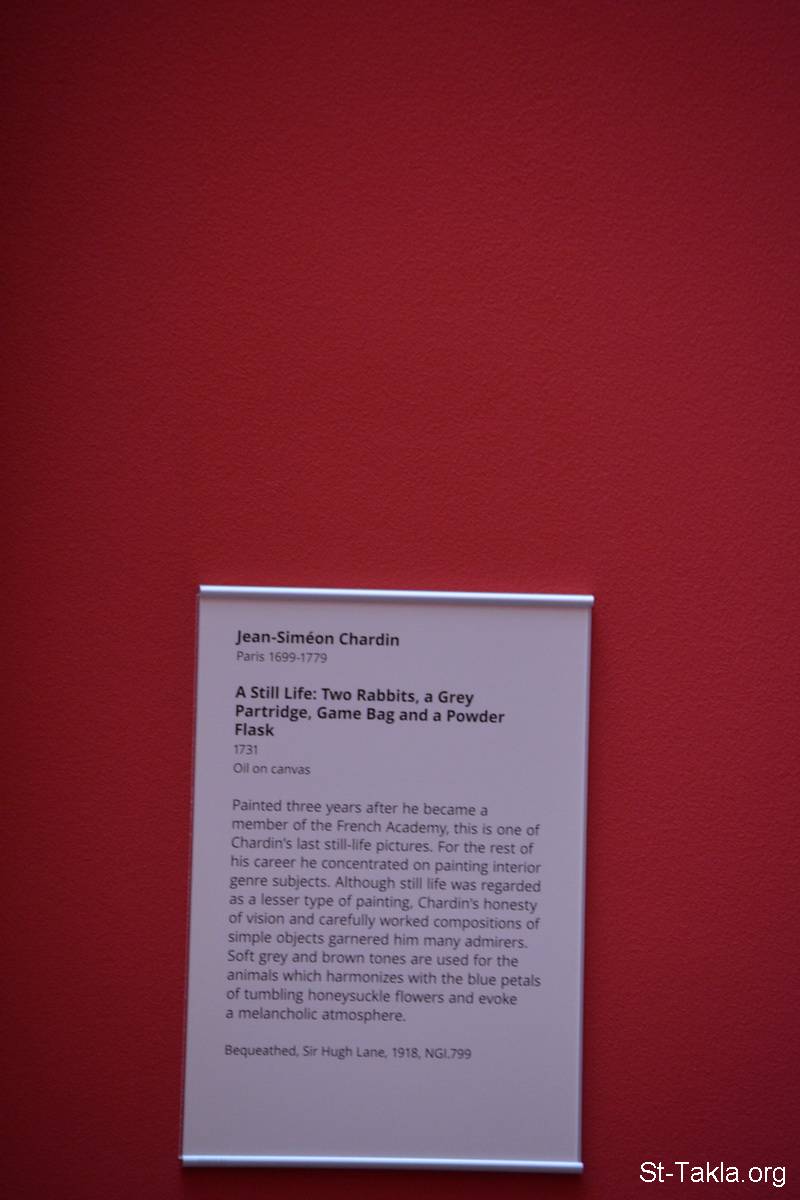 Jean-Siméon Chardin
Paris 1699-1779
A Still Life: Two Rabbits, a Grey
Partridge, Game Bag and a Powder
Flask
1731
Oil on canvas
Painted three years after he became a
member of the French Academy, this is one of
Chardin's last still-life pictures. For the rest of
his career he concentrated on painting interior
genre subjects. Although still life was regarded
as a lesser type of painting, Chardin's honesty
of vision and carefully worked compositions of
simple objects garnered him many admirers.
Soft grey and brown tones are used for the
animals which harmonizes with the blue petals
of tumbling honeysuckle flowers and evoke
a melancholic atmosphere.
Bequeathed, Sir Hugh Lane, 1918, NGI.799
St-Takla.org